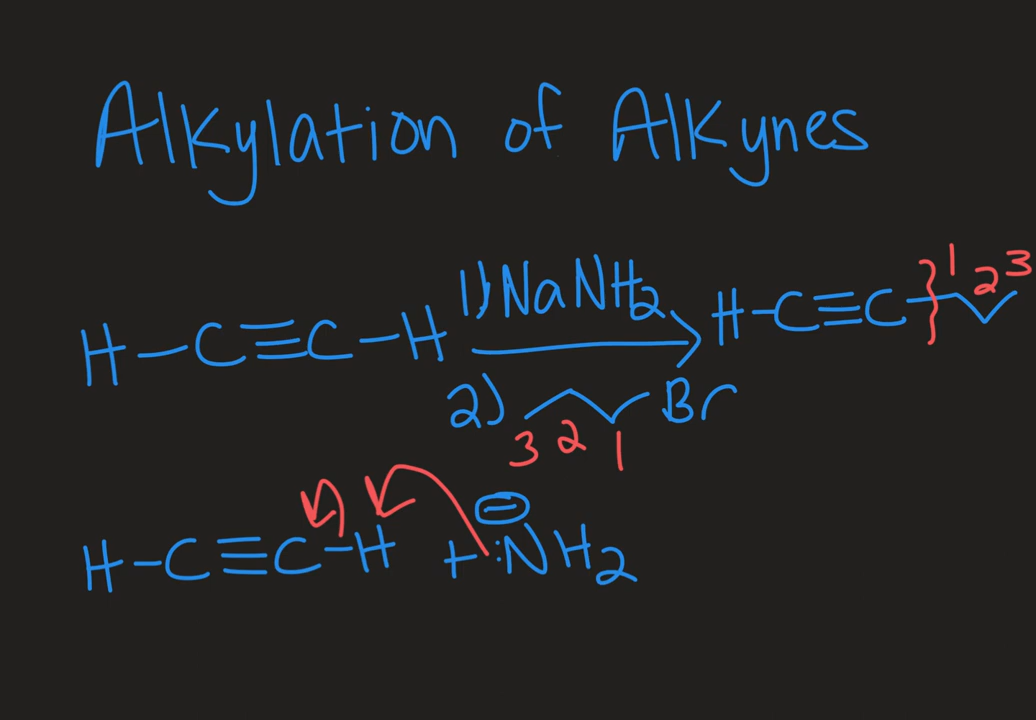 Alkylation of Alkynes
H-C≡C-H 1) NaNH2 H-C≡C 1 2 3
2) Br
3 2 1
H-C≡C-H + :NH2